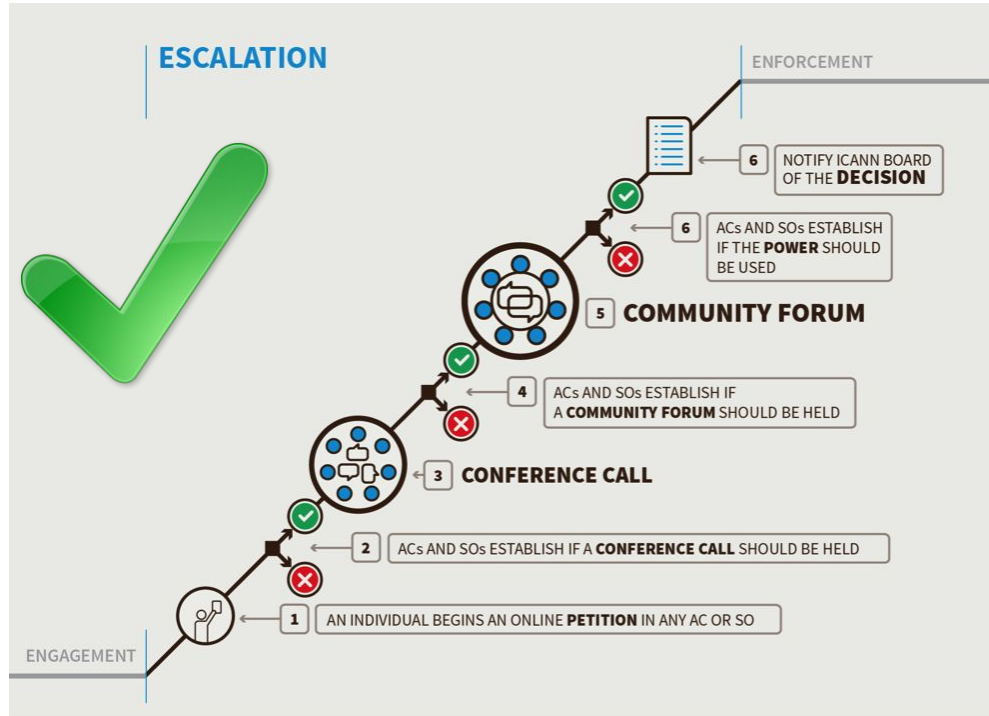 ESCALATION
ENFORCEMENT
6
NOTIFY ICANN BOARD
OF THE DECISION
6
ACs AND SOs ESTABLISH
IF THE POWER SHOULD
BE USED
5
COMMUNITY FORUM
4
ACs AND SOs ESTABLISH IF
A COMMUNITY FORUM SHOULD BE HELD
3
CONFERENCE CALL
2
ACs AND SOs ESTABLISH IF A CONFERENCE CALL SHOULD BE HELD
1
AN INDIVIDUAL BEGINS AN ONLINE PETITION IN ANY AC OR SO
ENGAGEMENT